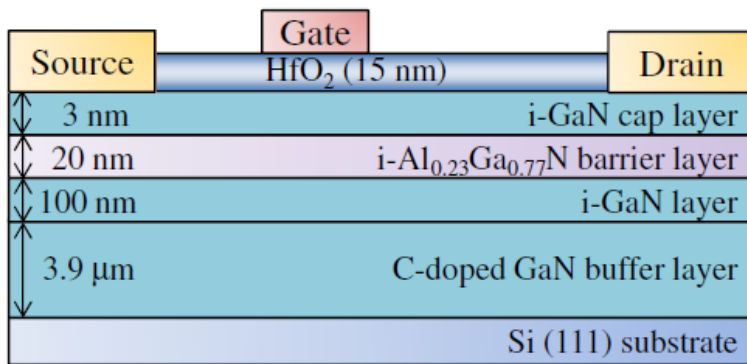 Gate
Source
HfO₂ (15 nm)
Drain
3 nm i-GaN cap layer
20 nm i-Al₀.₂₃Ga₀.₇₇N barrier layer
100 nm i-GaN layer
3.9 μm C-doped GaN buffer layer
Si (111) substrate